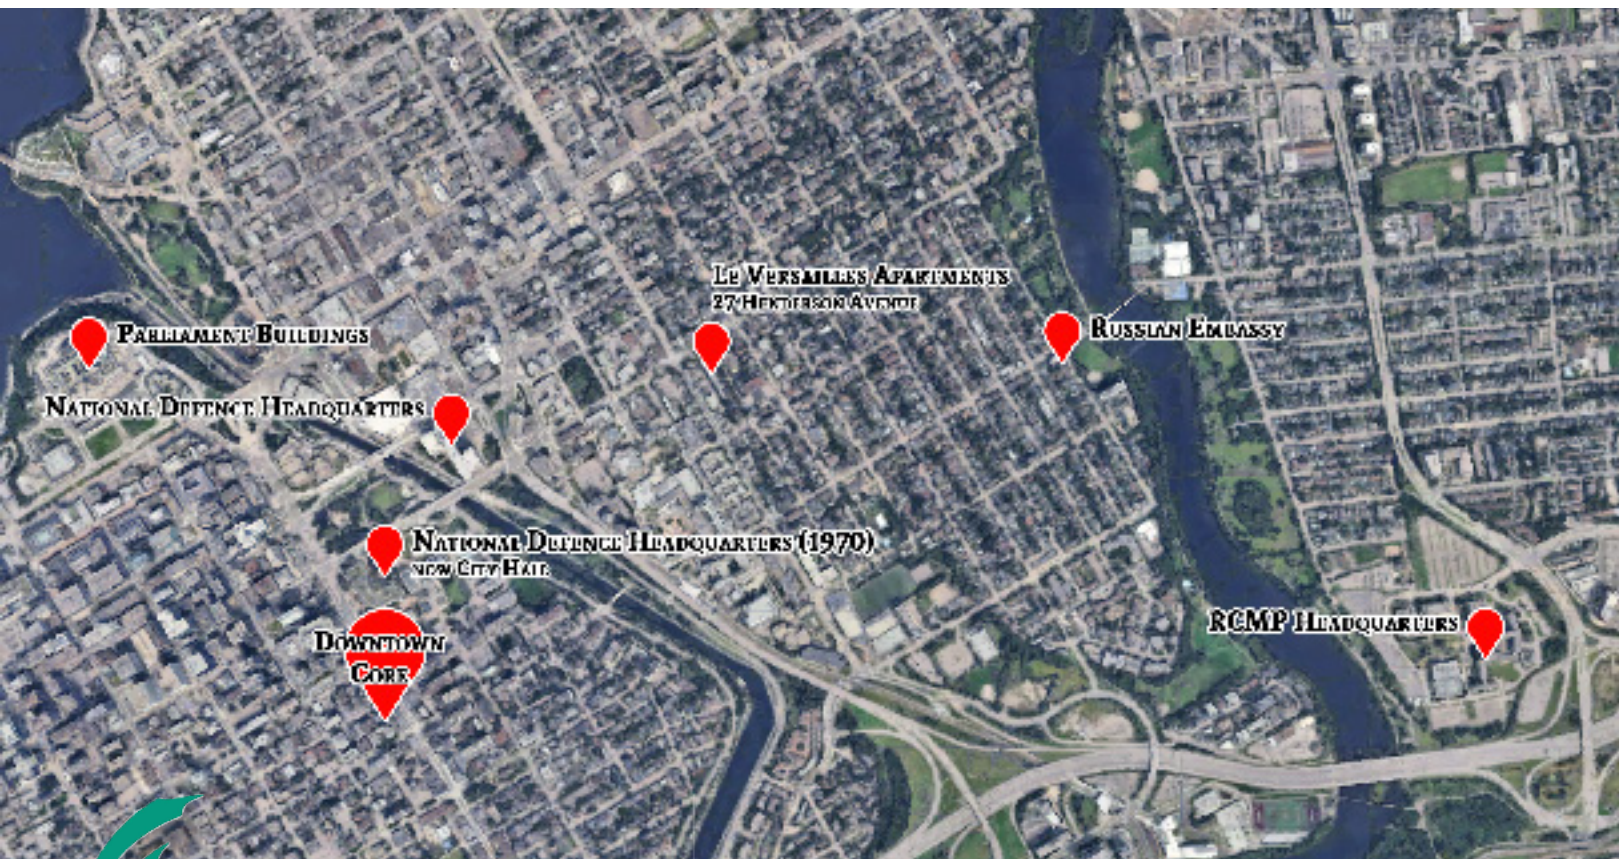 Le Versailles Apartments
27 Henderson Avenue
Parliament Buildings
Russian Embassy
National Defence Headquarters
National Defence Headquarters (1970)
now City Hall
RCMP Headquarters
Downtown
Core